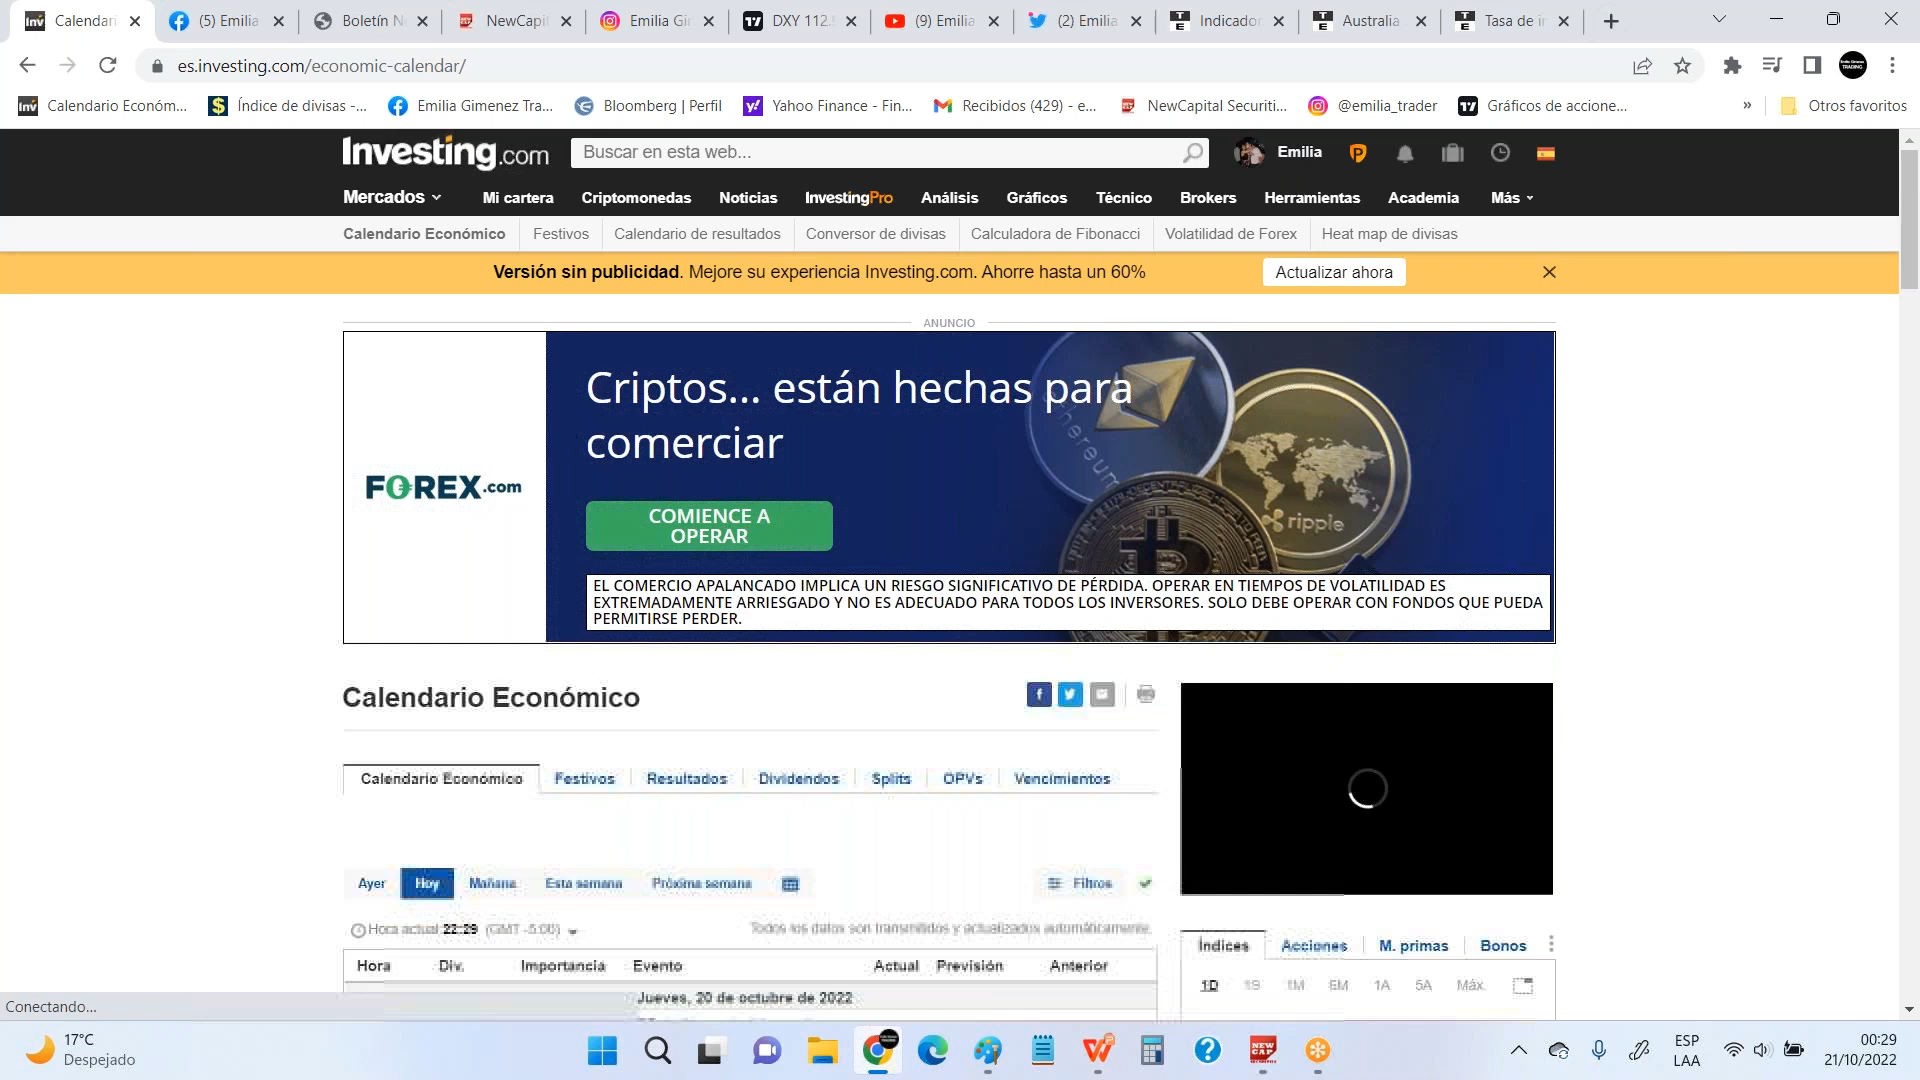 Calendari
(5) Emilia
Boletín N
NewCapit
Emilia Gi
DXY 112.
(9) Emilia
(2) Emilia
Indicador
Australia
Tasa de in
es.investing.com/economic-calendar/
Calendario Económ...
Índice de divisas -...
Emilia Gimenez Tra...
Bloomberg | Perfil
Yahoo Finance - Fin...
Recibidos (429) - e...
NewCapital Securiti...
@emilia_trader
Gráficos de accione...
»
Otros favoritos
Investing.com
Buscar en esta web...
Emilia
Mercados
Mi cartera
Criptomonedas
Noticias
InvestingPro
Análisis
Gráficos
Técnico
Brokers
Herramientas
Academia
Más
Calendario Económico
Festivos
Calendario de resultados
Conversor de divisas
Calculadora de Fibonacci
Volatilidad de Forex
Heat map de divisas
Versión sin publicidad. Mejore su experiencia Investing.com. Ahorre hasta un 60%
Actualizar ahora
ANUNCIO
Criptos... están hechas para
comerciar
FOREX.com
COMIENCE A
OPERAR
ethereum
ripple
EL COMERCIO APALANCADO IMPLICA UN RIESGO SIGNIFICATIVO DE PÉRDIDA. OPERAR EN TIEMPOS DE VOLATILIDAD ES
EXTREMADAMENTE ARRIESGADO Y NO ES ADECUADO PARA TODOS LOS INVERSORES. SOLO DEBE OPERAR CON FONDOS QUE PUEDA
PERMITIRSE PERDER.
Calendario Económico
Calendario Económico
Festivos
Resultados
Dividendos
Splits
OPVs
Vencimientos
Ayer
Hoy
Mañana
Esta semana
Próxima semana
Filtros
Hora actual 22:29 (GMT -5:00)
Todos los datos son transmitidos y actualizados automáticamente.
Hora
Div.
Importancia
Evento
Actual
Previsión
Anterior
Jueves, 20 de octubre de 2022
Índices
Acciones
M. primas
Bonos
1D
1S
1M
6M
1A
5A
Máx.
Conectando...
17°C
Despejado
NEW
CAP
ESP
LAA
00:29
21/10/2022